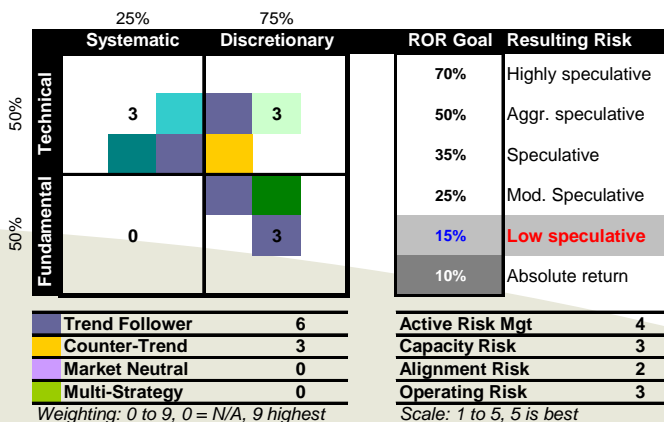 25% 75%
Systematic Discretionary ROR Goal Resulting Risk
50% Technical
3 3
50% Fundamental
0 3
70% Highly speculative
50% Aggr. speculative
35% Speculative
25% Mod. Speculative
15% Low speculative
10% Absolute return
Trend Follower 6
Counter-Trend 3
Market Neutral 0
Multi-Strategy 0
Weighting: 0 to 9, 0 = N/A, 9 highest
Active Risk Mgt 4
Capacity Risk 3
Alignment Risk 2
Operating Risk 3
Scale: 1 to 5, 5 is best